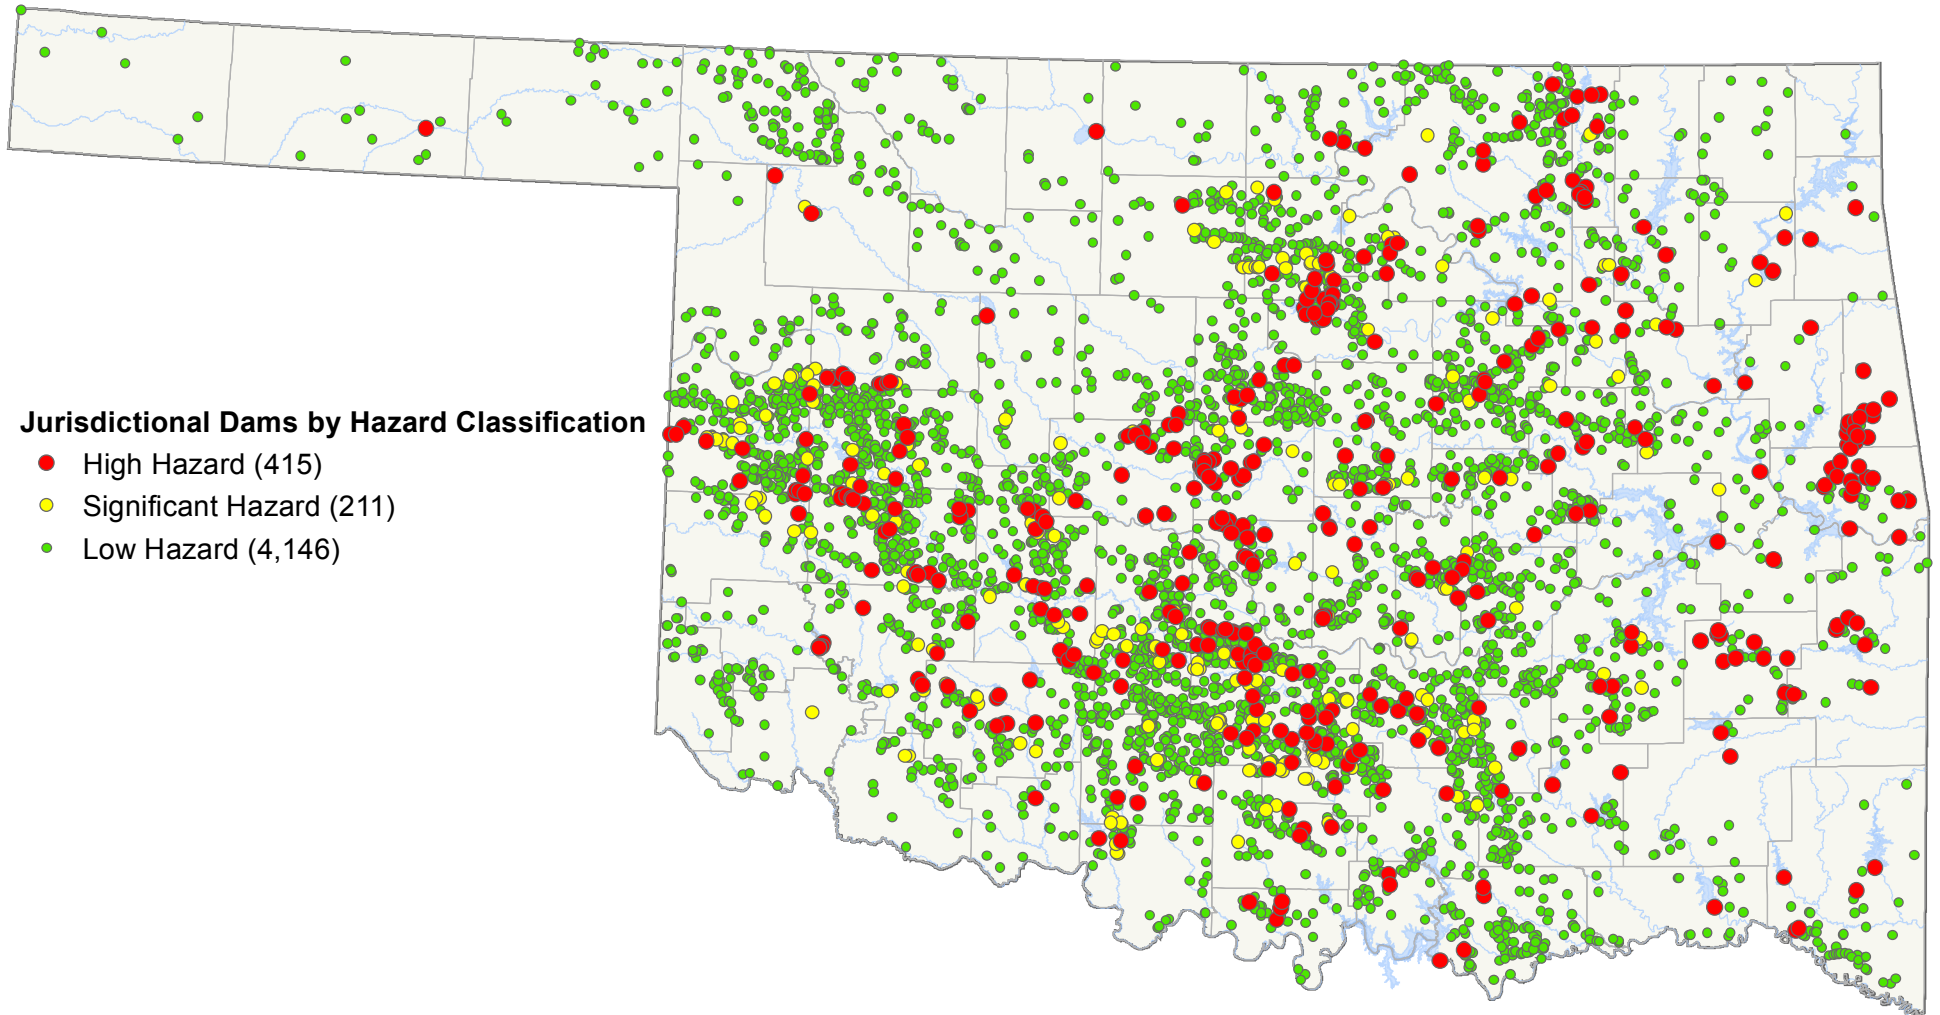 Jurisdictional Dams by Hazard Classification
High Hazard (415)
Significant Hazard (211)
Low Hazard (4,146)